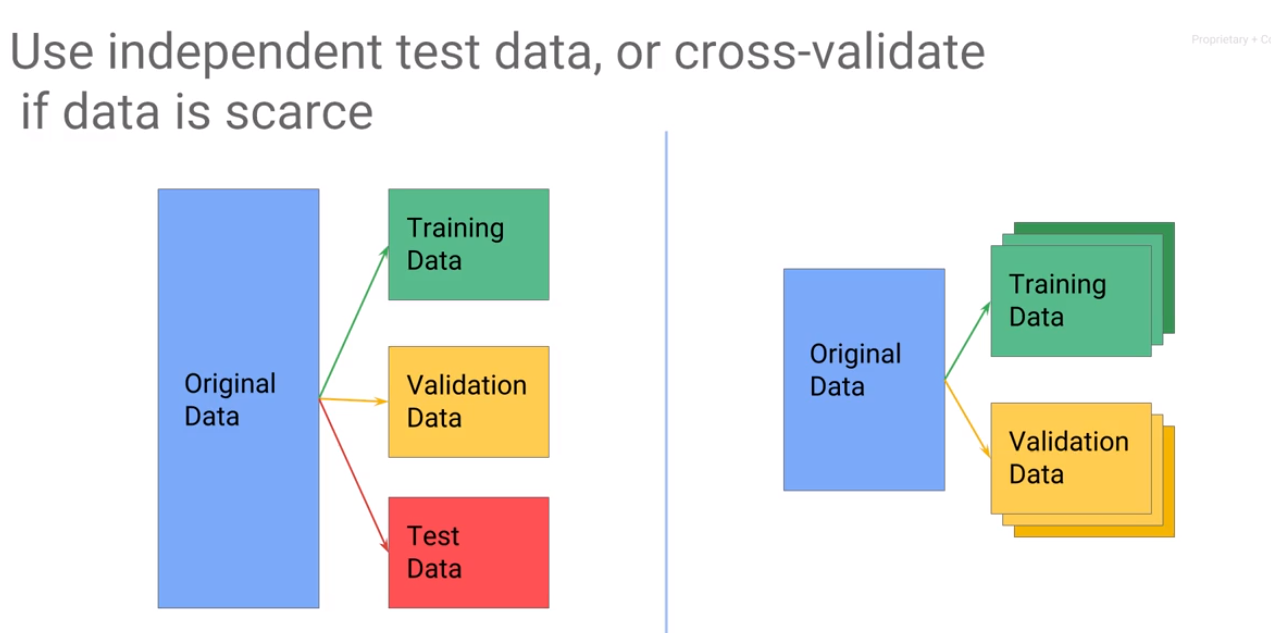 Use independent test data, or cross-validate
if data is scarce
Proprietary +
Original
Data
Training
Data
Validation
Data
Test
Data
Original
Data
Training
Data
Validation
Data